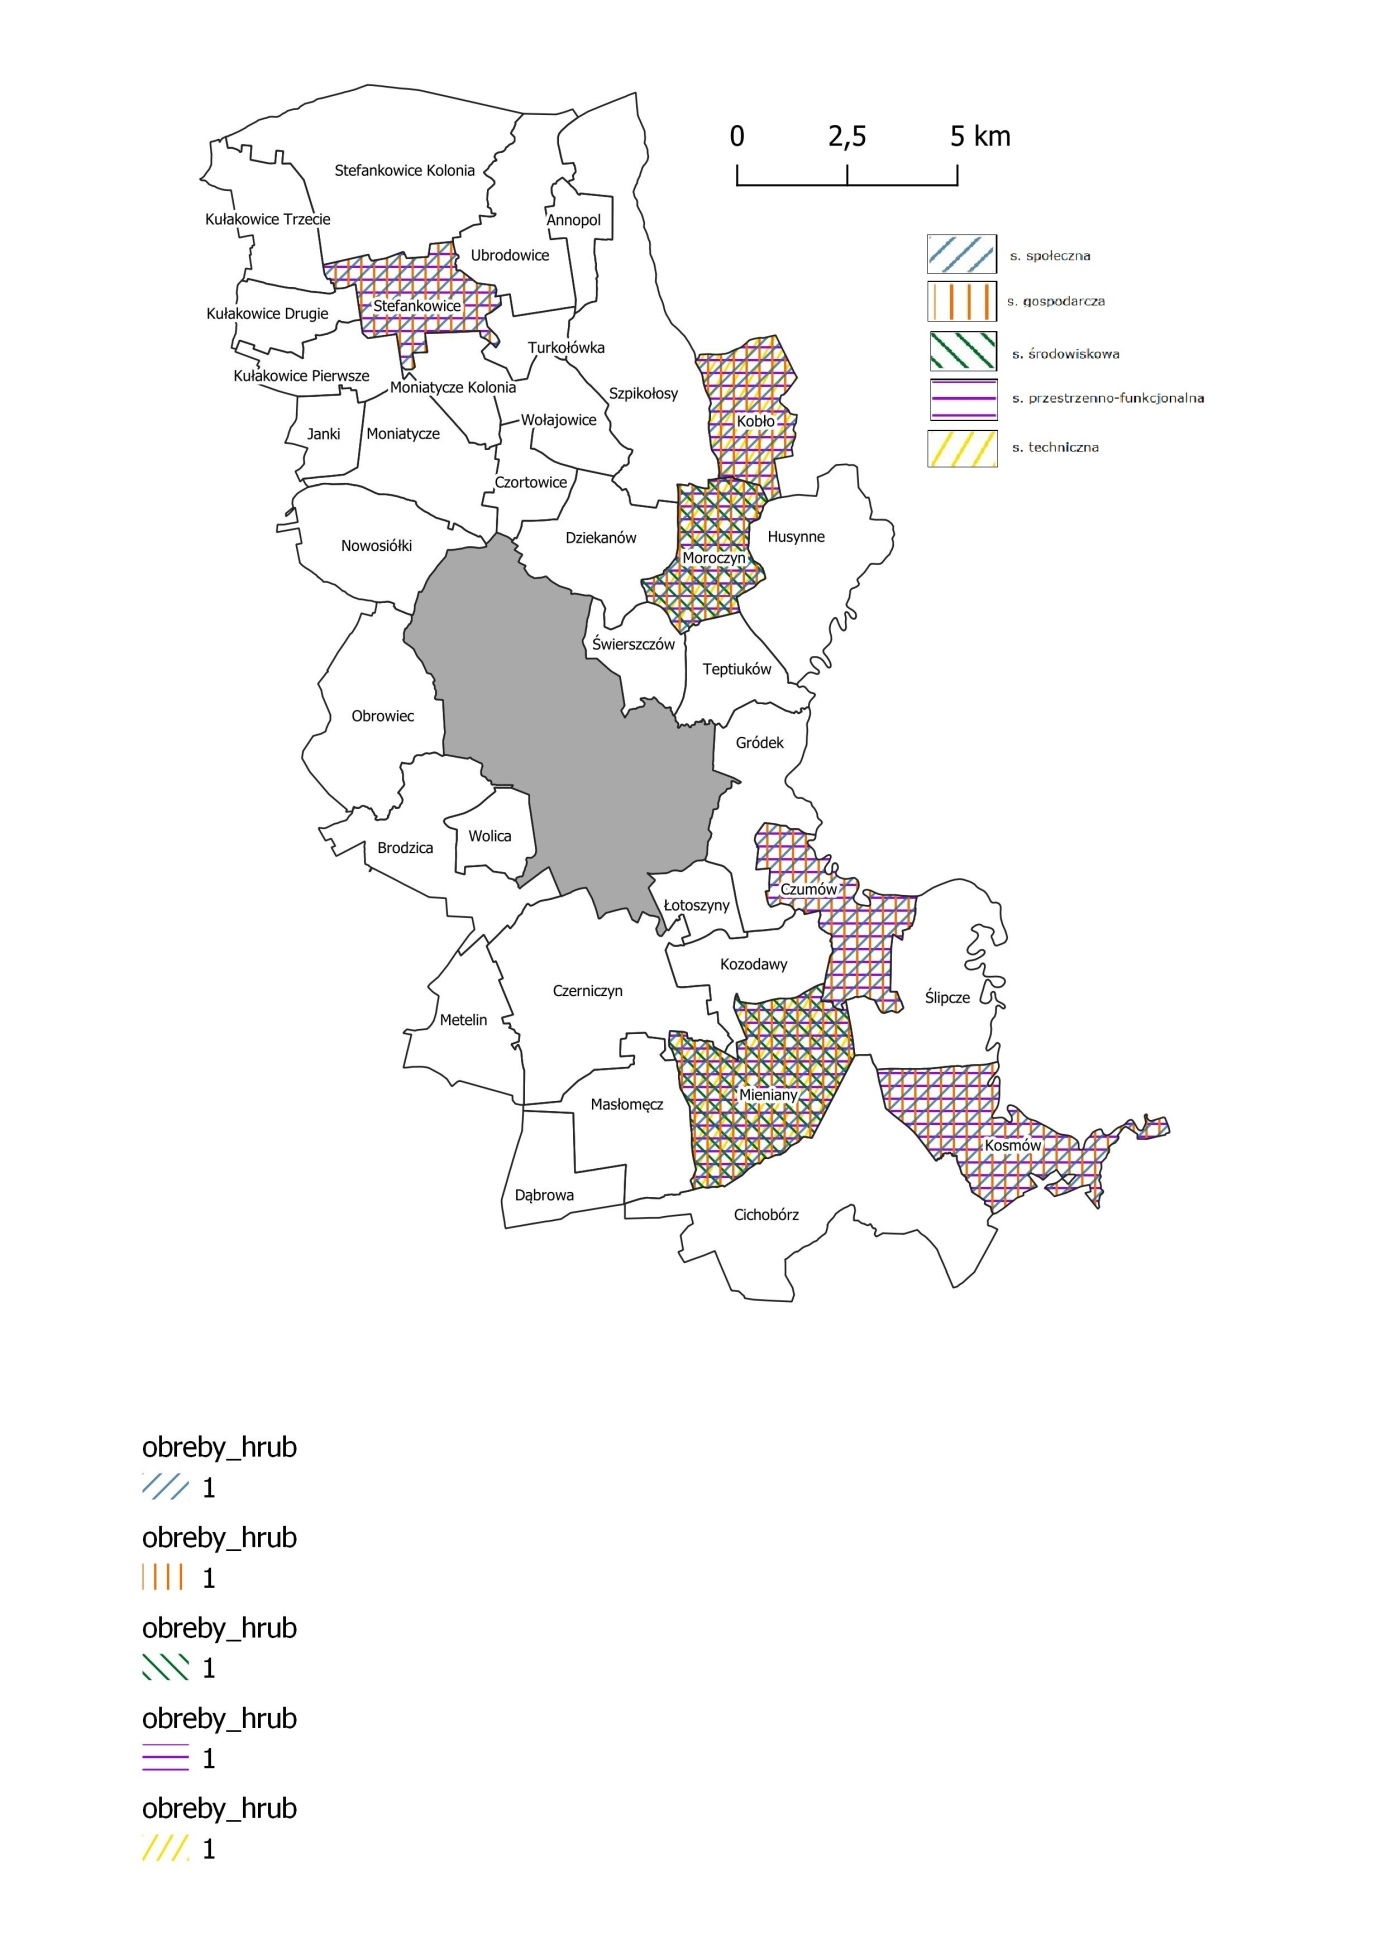 0 2,5 5 km
Stefankowice Kolonia
Kułakowice Trzecie
Annopol
Ubrodowice
s. społeczna
s. gospodarcza
Stefankowice
Kułakowice Drugie
Turkołówka
s. środowiskowa
Kułakowice Pierwsze
Moniatycze Kolonia
Szpikołosy
s. przestrzenno-funkcjonalna
Wołajowice
Kobło
Janki
Moniatycze
s. techniczna
Czortowice
Dziekanów
Husynne
Nowosiółki
Moroczyn
Świerszczów
Teptiuków
Obrowiec
Gródek
Wolica
Brodzica
Czumów
Łotoszyny
Kozodawy
Czerniczyn
Ślipcze
Metelin
Mieniany
Masłomęcz
Kosmów
Dąbrowa
Cichobórz
obreby_hrub
1
obreby_hrub
1
obreby_hrub
1
obreby_hrub
1
obreby_hrub
1